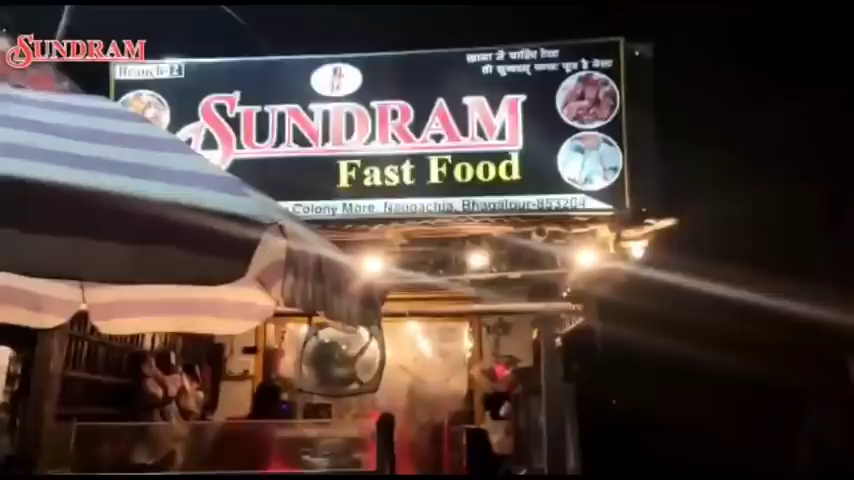 SUNDRAM
Branch-2
खाना में चाहिए टेस्ट
SUNDRAM
Fast Food
Colony More, Naugachia, Bhagalpur-853204